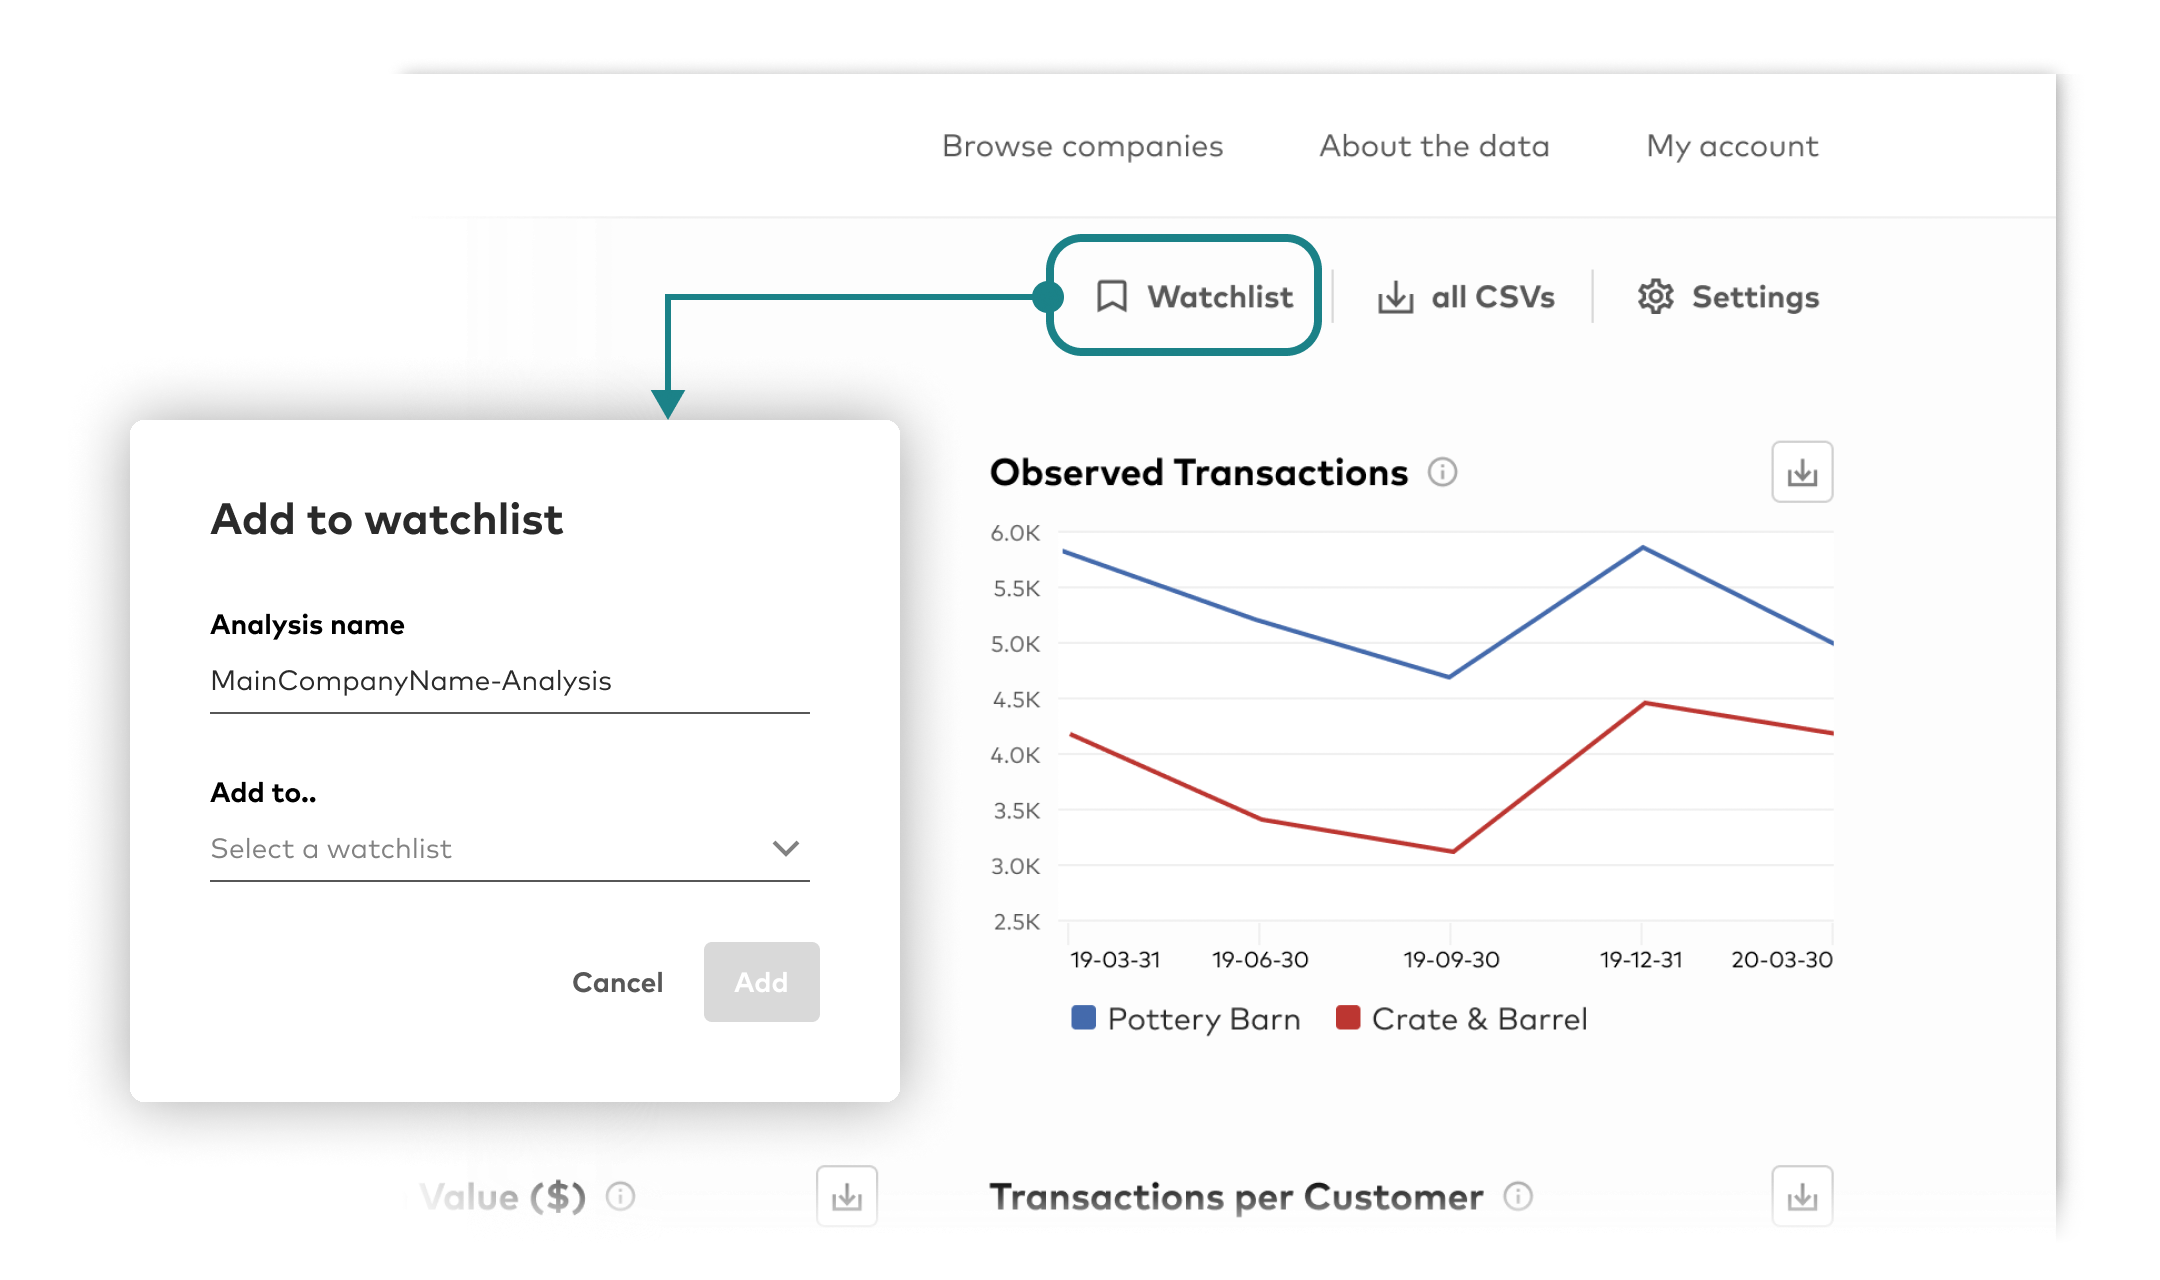 Browse companies
About the data
My account
Watchlist
all CSVs
Settings
Add to watchlist
Analysis name
MainCompanyName-Analysis
Add to..
Select a watchlist
Cancel
Add
Observed Transactions
6.0K
5.5K
5.0K
4.5K
4.0K
3.5K
3.0K
2.5K
19-03-31
19-06-30
19-09-30
19-12-31
20-03-30
Pottery Barn
Crate & Barrel
Value ($)
Transactions per Customer